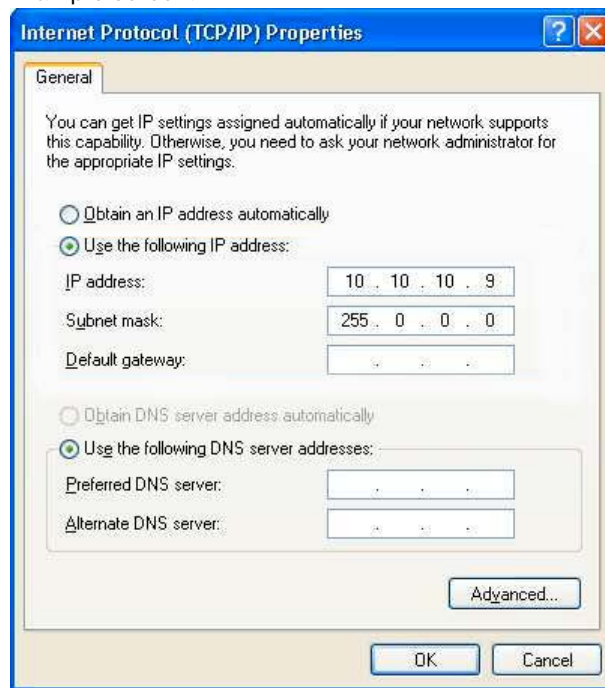 Internet Protocol (TCP/IP) Properties
General
You can get IP settings assigned automatically if your network supports
this capability. Otherwise, you need to ask your network administrator for
the appropriate IP settings.
Obtain an IP address automatically
Use the following IP address:
IP address: 10 . 10 . 10 . 9
Subnet mask: 255 . 0 . 0 . 0
Default gateway: . . .
Obtain DNS server address automatically
Use the following DNS server addresses:
Preferred DNS server: . . .
Alternate DNS server: . . .
Advanced...
OK Cancel